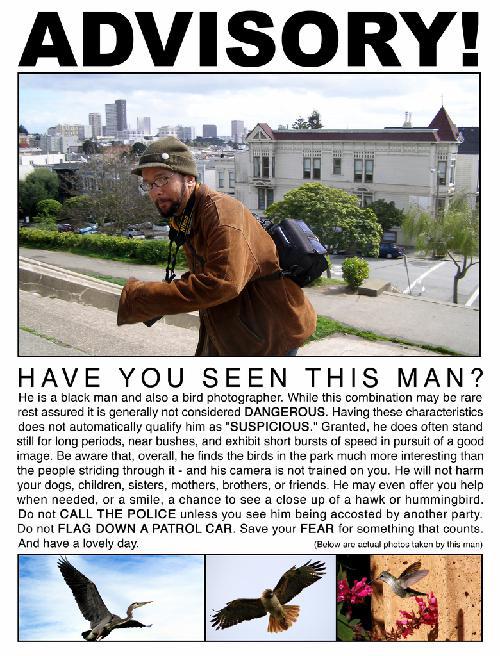 ADVISORY!
HAVE YOU SEEN THIS MAN?
He is a black man and also a bird photographer. While this combination may be rare
rest assured it is generally not considered DANGEROUS. Having these characteristics
does not automatically qualify him as "SUSPICIOUS." Granted, he does often stand
still for long periods, near bushes, and exhibit short bursts of speed in pursuit of a good
image. Be aware that, overall, he finds the birds in the park much more interesting than
the people striding through it - and his camera is not trained on you. He will not harm
your dogs, children, sisters, mothers, brothers, or friends. He may even offer you help
when needed, or a smile, a chance to see a close up of a hawk or hummingbird.
Do not CALL THE POLICE unless you see him being accosted by another party.
Do not FLAG DOWN A PATROL CAR. Save your FEAR for something that counts.
And have a lovely day. (Below are actual photos taken by this man)